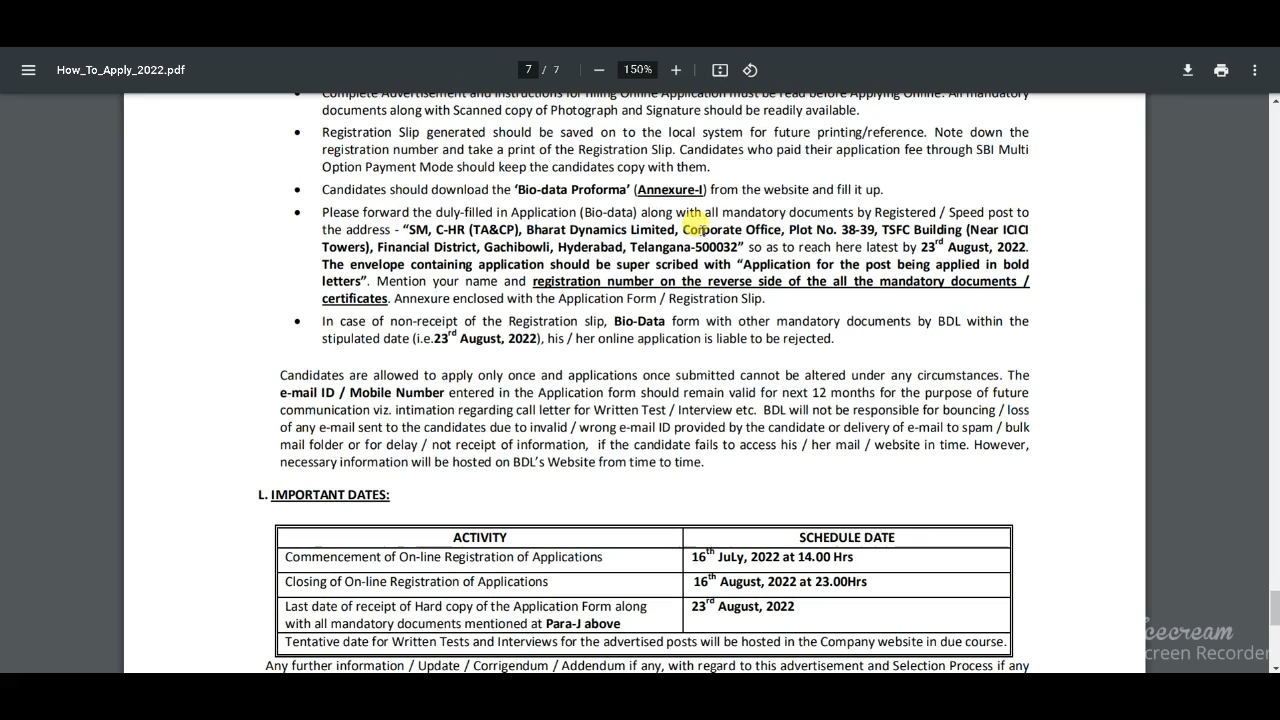 How_To_Apply_2022.pdf
7 / 7
150%
Complete Advertisement and Instructions for filling Online Application must be read before Applying Online. All mandatory
documents along with Scanned copy of Photograph and Signature should be readily available.
• Registration Slip generated should be saved on to the local system for future printing/reference. Note down the
registration number and take a print of the Registration Slip. Candidates who paid their application fee through SBI Multi
Option Payment Mode should keep the candidates copy with them.
• Candidates should download the ‘Bio-data Proforma’ (Annexure-I) from the website and fill it up.
• Please forward the duly-filled in Application (Bio-data) along with all mandatory documents by Registered / Speed post to
the address - “SM, C-HR (TA&CP), Bharat Dynamics Limited, Corporate Office, Plot No. 38-39, TSFC Building (Near ICICI
Towers), Financial District, Gachibowli, Hyderabad, Telangana-500032” so as to reach here latest by 23rd August, 2022.
The envelope containing application should be super scribed with “Application for the post being applied in bold
letters”. Mention your name and registration number on the reverse side of the all the mandatory documents /
certificates. Annexure enclosed with the Application Form / Registration Slip.
• In case of non-receipt of the Registration slip, Bio-Data form with other mandatory documents by BDL within the
stipulated date (i.e.23rd August, 2022), his / her online application is liable to be rejected.
Candidates are allowed to apply only once and applications once submitted cannot be altered under any circumstances. The
e-mail ID / Mobile Number entered in the Application form should remain valid for next 12 months for the purpose of future
communication viz. intimation regarding call letter for Written Test / Interview etc. BDL will not be responsible for bouncing / loss
of any e-mail sent to the candidates due to invalid / wrong e-mail ID provided by the candidate or delivery of e-mail to spam / bulk
mail folder or for delay / not receipt of information, if the candidate fails to access his / her mail / website in time. However,
necessary information will be hosted on BDL’s Website from time to time.
L. IMPORTANT DATES:
ACTIVITY SCHEDULE DATE
Commencement of On-line Registration of Applications 16th JuLy, 2022 at 14.00 Hrs
Closing of On-line Registration of Applications 16th August, 2022 at 23.00Hrs
Last date of receipt of Hard copy of the Application Form along 23rd August, 2022
with all mandatory documents mentioned at Para-J above
Tentative date for Written Tests and Interviews for the advertised posts will be hosted in the Company website in due course.
Any further information / Update / Corrigendum / Addendum if any, with regard to this advertisement and Selection Process if any
Icecream
Screen Recorder